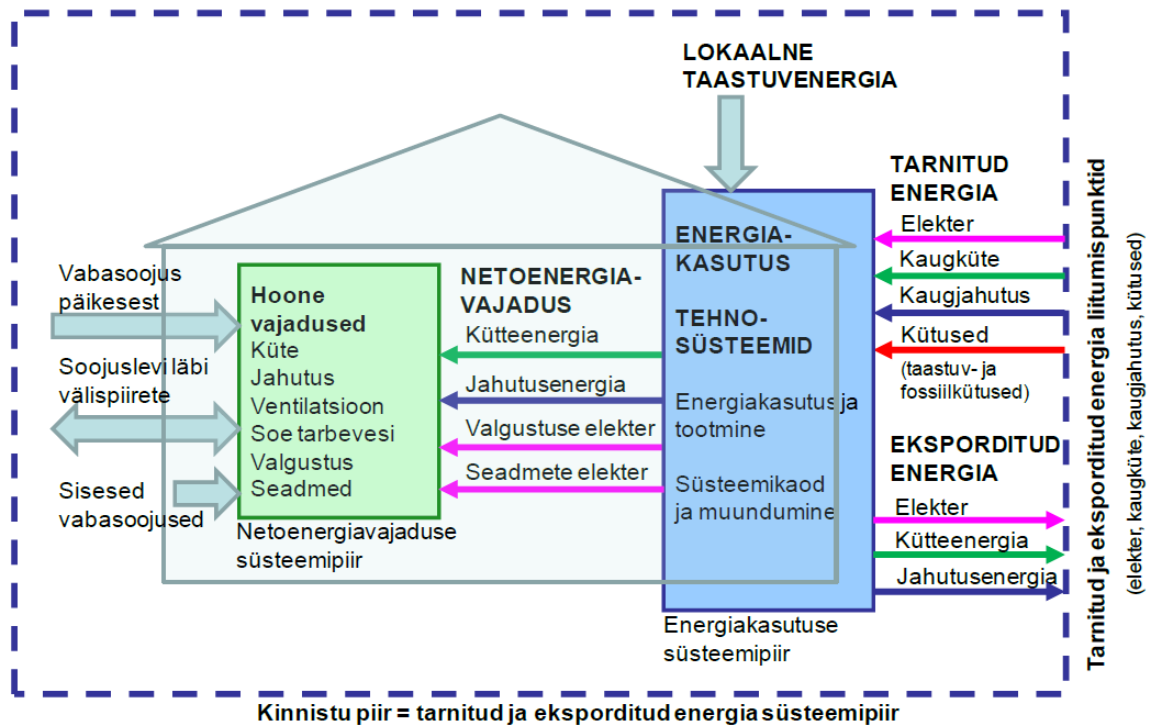 LOKAALNE
TAASTUVENERGIA
TARNITUD
ENERGIA
Elekter
Kaugküte
Kaugjahutus
Kütused
(taastuv- ja
fossiilkütused)
EKSPORDITUD
ENERGIA
Elekter
Kütteenergia
Jahutusenergia
ENERGIA-
KASUTUS
TEHNO-
SÜSTEEMID
Energiakasutus ja
tootmine
Süsteemikaod
ja muundumine
Energiakasutuse
süsteemipiir
NETOENERGIA-
VAJADUS
Kütteenergia
Jahutusenergia
Valgustuse elekter
Seadmete elekter
Hoone
vajadused
Küte
Jahutus
Ventilatsioon
Soe tarbevesi
Valgustus
Seadmed
Netoenergiavajaduse
süsteemipiir
Vabasoojus
päikesest
Soojuslevi läbi
välispiirete
Sisesed
vabasoojused
Tarnitud ja eksporditud energia liitumispunktid
(elekter, kaugküte, kaugjahutus, kütused)
Kinnistu piir = tarnitud ja eksporditud energia süsteemipiir